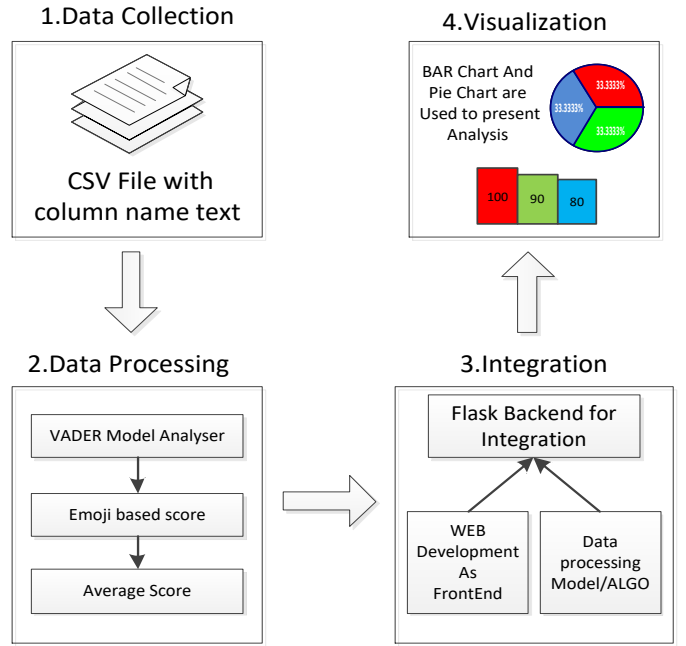 1.Data Collection
CSV File with
column name text
2.Data Processing
VADER Model Analyser
Emoji based score
Average Score
3.Integration
Flask Backend for
Integration
WEB
Development
As
FrontEnd
Data
processing
Model/ALGO
4.Visualization
BAR Chart And
Pie Chart are
Used to present
Analysis
33.3333%
33.3333%
33.3333%
100
90
80